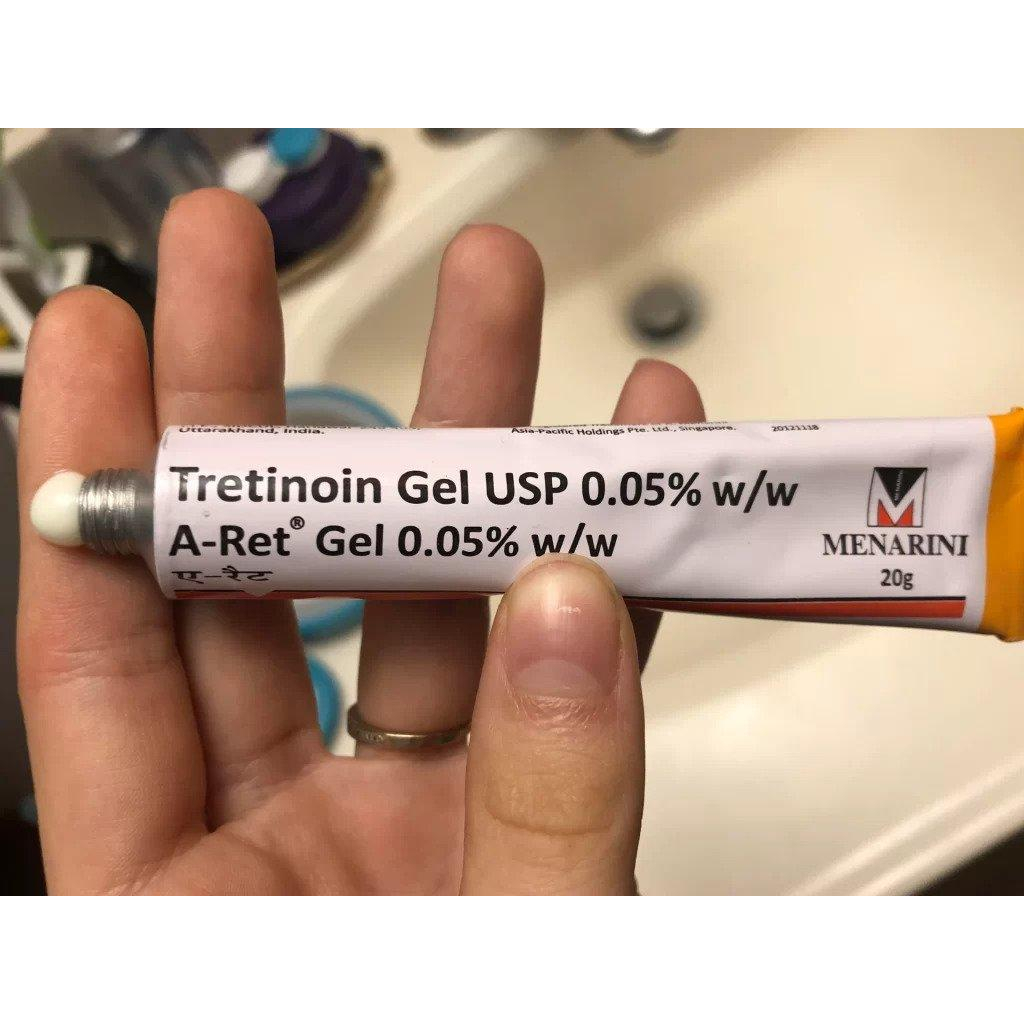 Uttarakhand, India.
Asia-Pacific Holdings Pte. Ltd., Singapore.
20121118
Tretinoin Gel USP 0.05% w/w
A-Ret® Gel 0.05% w/w
ए-रैट
MENARINI
20g